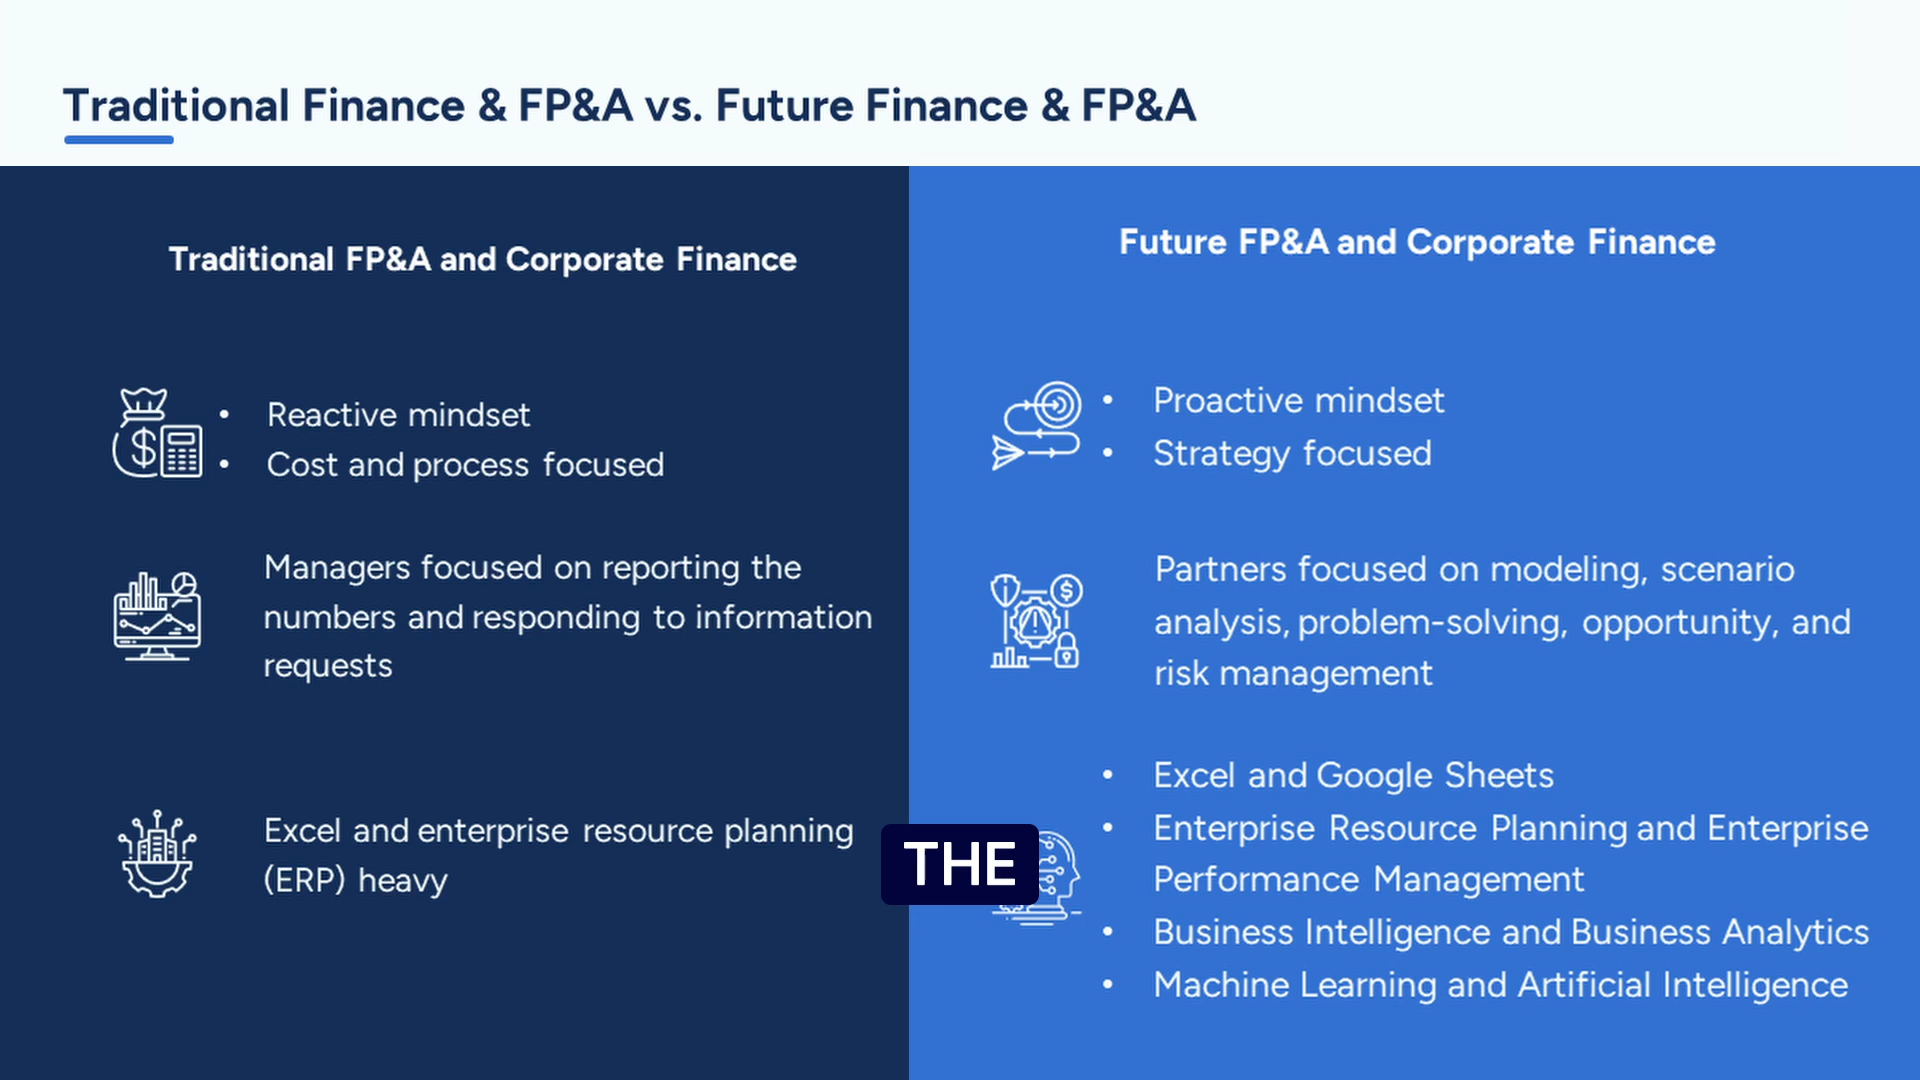 Traditional Finance & FP&A vs. Future Finance & FP&A
Traditional FP&A and Corporate Finance
• Reactive mindset
• Cost and process focused
Managers focused on reporting the
numbers and responding to information
requests
Excel and enterprise resource planning
(ERP) heavy
Future FP&A and Corporate Finance
• Proactive mindset
• Strategy focused
Partners focused on modeling, scenario
analysis, problem-solving, opportunity, and
risk management
• Excel and Google Sheets
• Enterprise Resource Planning and Enterprise
Performance Management
• Business Intelligence and Business Analytics
• Machine Learning and Artificial Intelligence
THE